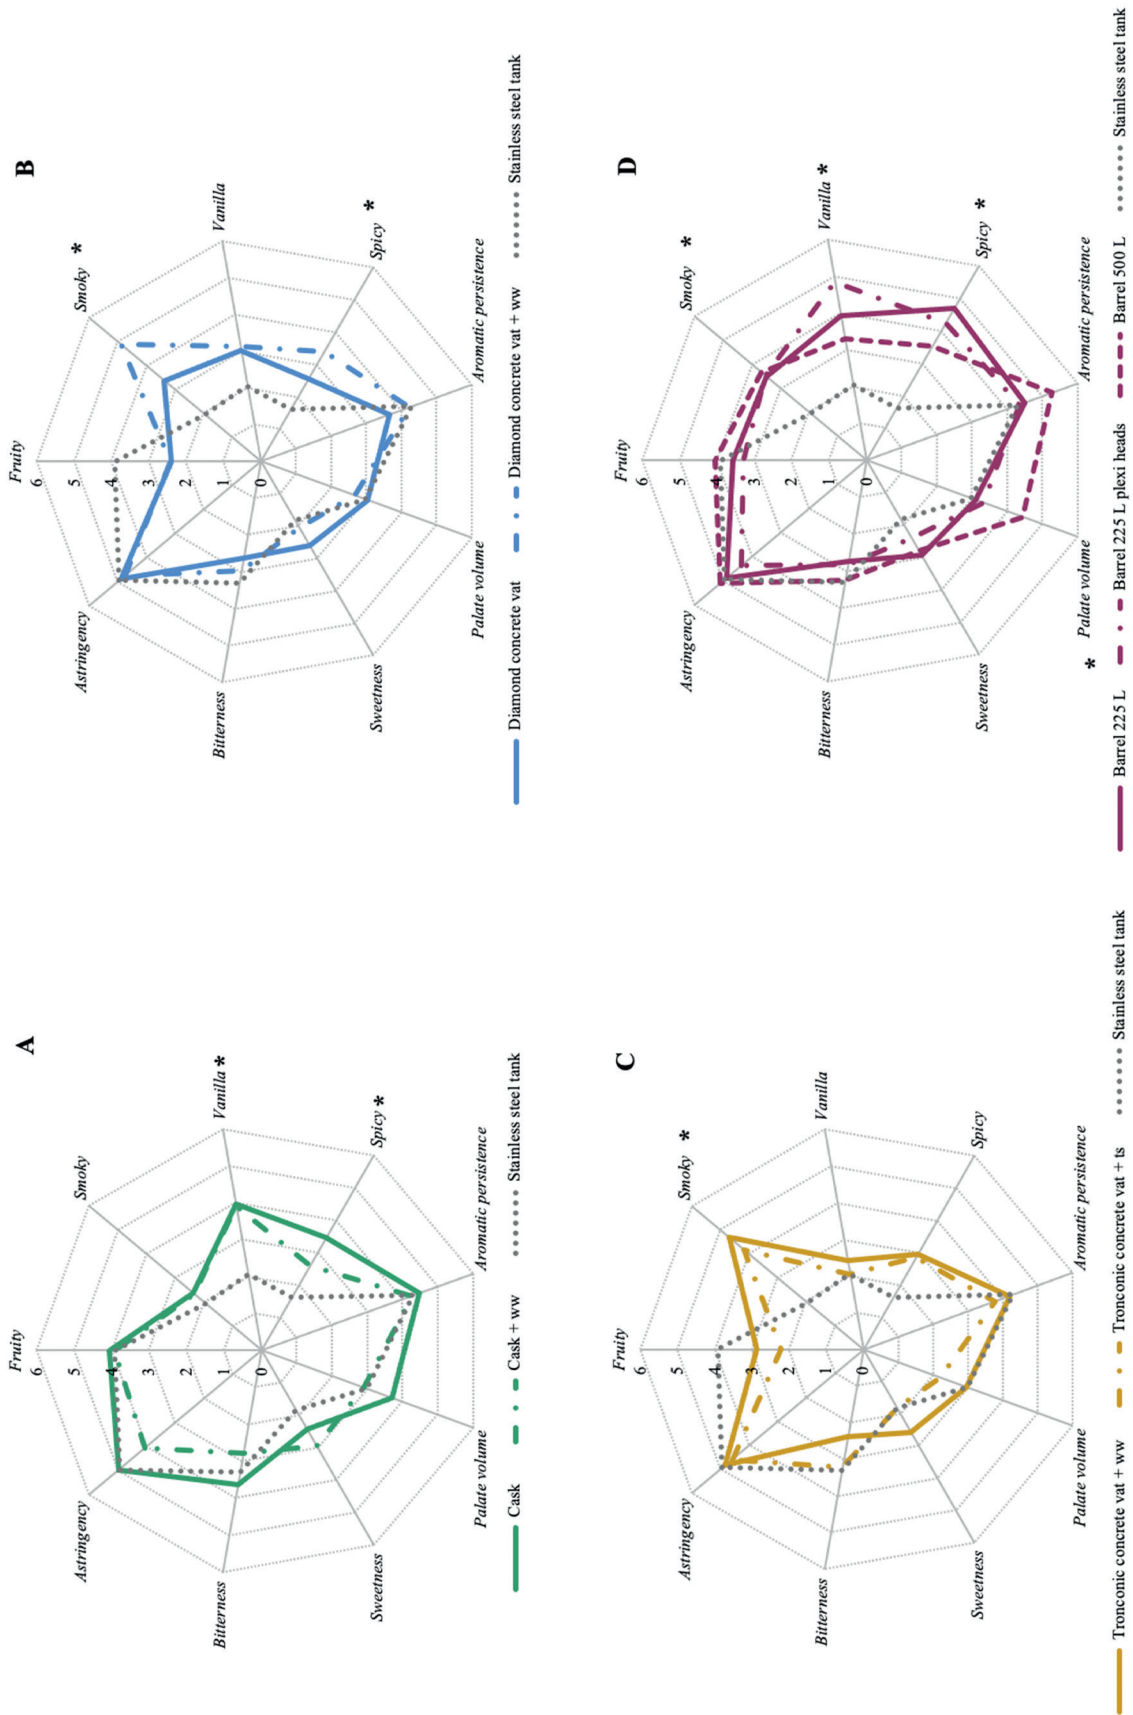 A
Fruity
Smoky
Vanilla *
Spicy *
Aromatic persistence
Palate volume
Sweetness
Bitterness
Astringency
6
5
4
3
2
1
0
Cask
Cask + ww
Stainless steel tank
B
Fruity
Smoky *
Vanilla
Spicy *
Aromatic persistence
Palate volume
Sweetness
Bitterness
Astringency
6
5
4
3
2
1
0
Diamond concrete vat
Diamond concrete vat + ww
Stainless steel tank
C
Fruity
Smoky *
Vanilla
Spicy
Aromatic persistence
Palate volume
Sweetness
Bitterness
Astringency
6
5
4
3
2
1
0
Tronconic concrete vat + ww
Tronconic concrete vat + ts
Stainless steel tank
D
Fruity
Smoky *
Vanilla *
Spicy *
Aromatic persistence
Palate volume
*
Sweetness
Bitterness
Astringency
6
5
4
3
2
1
0
Barrel 225 L
Barrel 225 L plexi heads
Barrel 500 L
Stainless steel tank